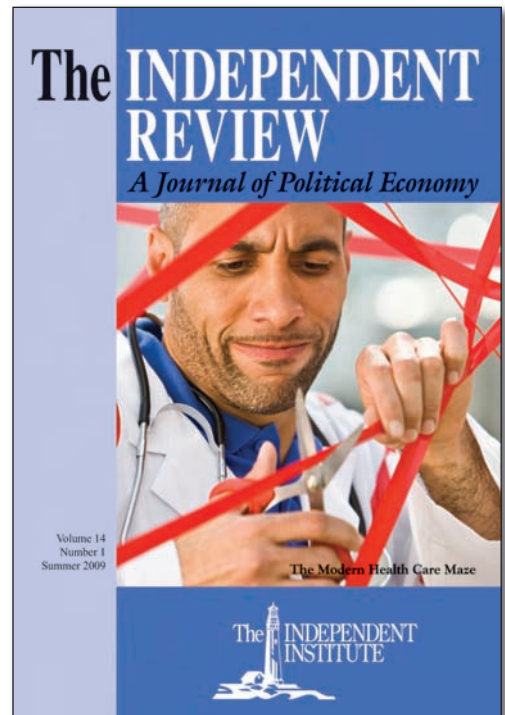 The INDEPENDENT
REVIEW
A Journal of Political Economy
Volume 14
Number 1
Summer 2009
The Modern Health Care Maze
The INDEPENDENT
INSTITUTE